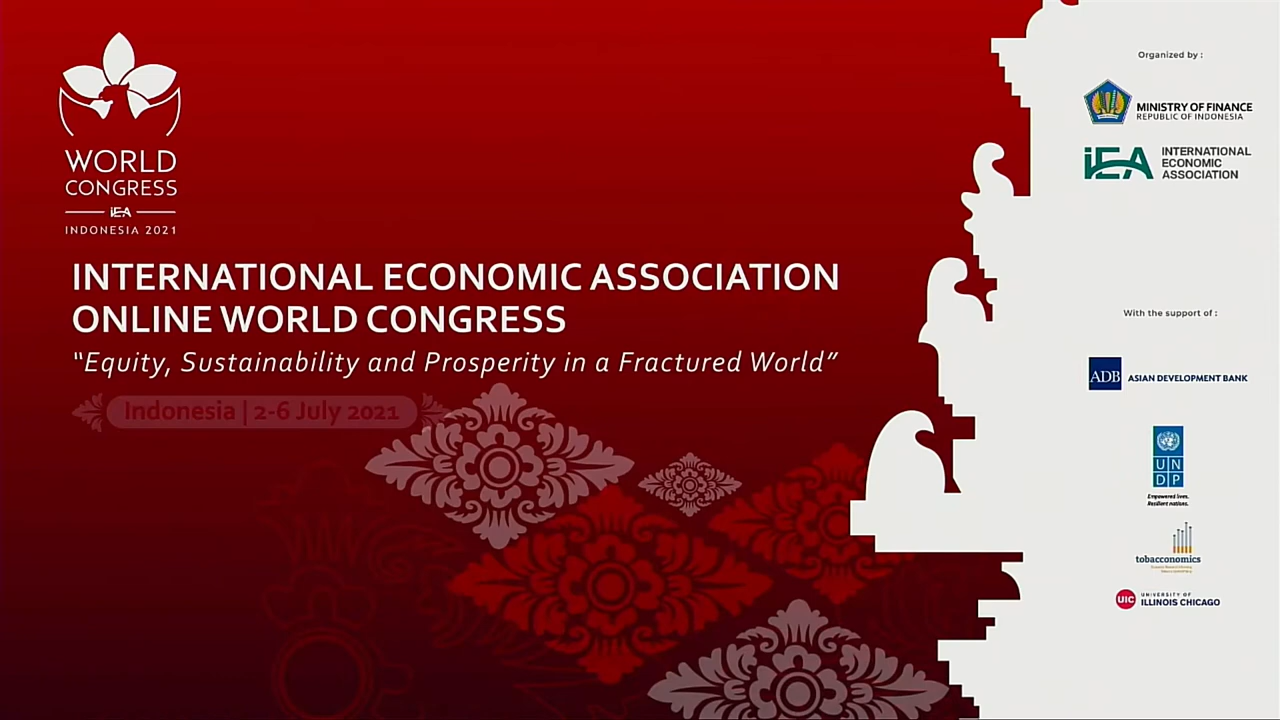 WORLD
CONGRESS
iEA
INDONESIA 2021
INTERNATIONAL ECONOMIC ASSOCIATION
ONLINE WORLD CONGRESS
“Equity, Sustainability and Prosperity in a Fractured World”
Indonesia | 2-6 July 2021
Organized by :
MINISTRY OF FINANCE
REPUBLIC OF INDONESIA
iEA
INTERNATIONAL
ECONOMIC
ASSOCIATION
With the support of :
ADB ASIAN DEVELOPMENT BANK
UN
DP
Empowered lives.
Resilient nations.
tobacconomics
UIC UNIVERSITY OF
ILLINOIS CHICAGO